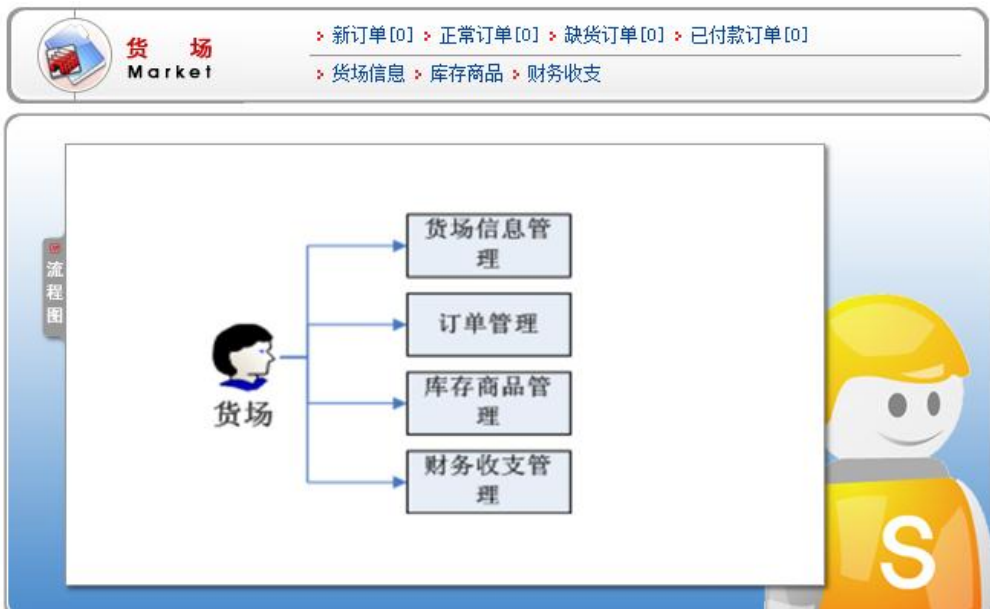 货 场
Market
新订单[0] 正常订单[0] 缺货订单[0] 已付款订单[0]
货场信息 库存商品 财务收支
流程图
货场信息管
理
订单管理
库存商品管
理
财务收支管
理
货场
S